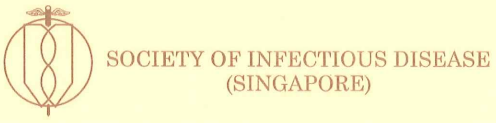 SOCIETY OF INFECTIOUS DISEASE
(SINGAPORE)